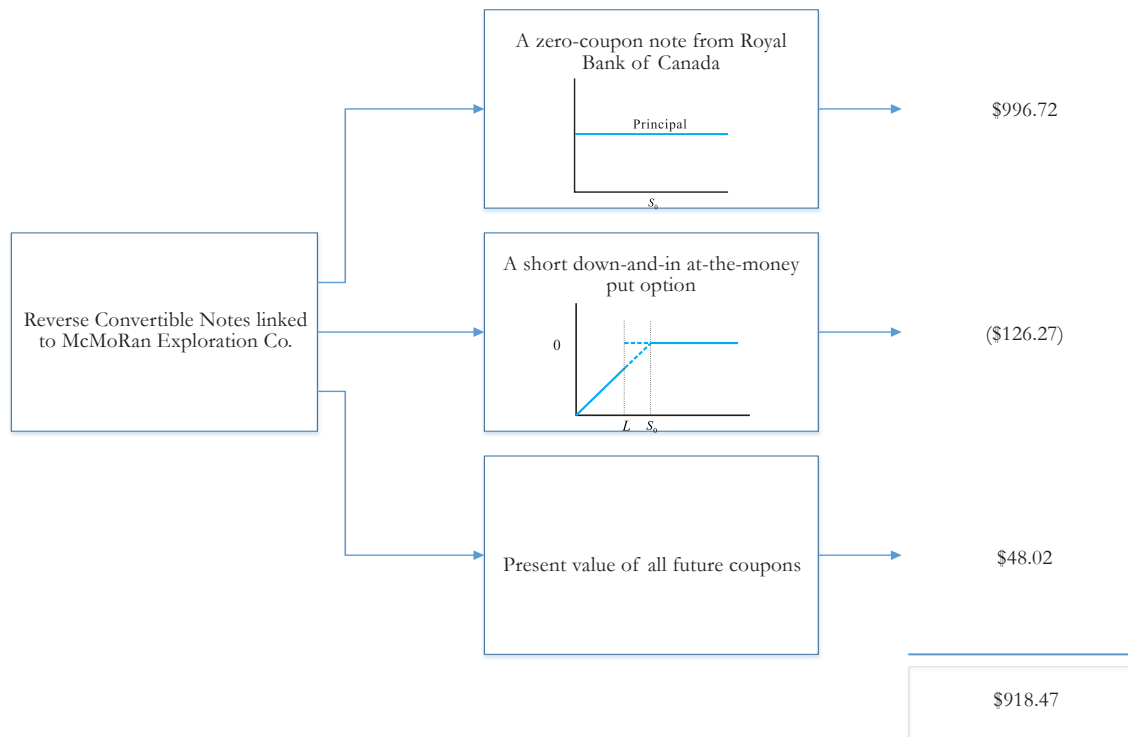 A zero-coupon note from Royal
Bank of Canada
Principal
S₀
$996.72
Reverse Convertible Notes linked
to McMoRan Exploration Co.
A short down-and-in at-the-money
put option
0
L S₀
($126.27)
Present value of all future coupons
$48.02
$918.47